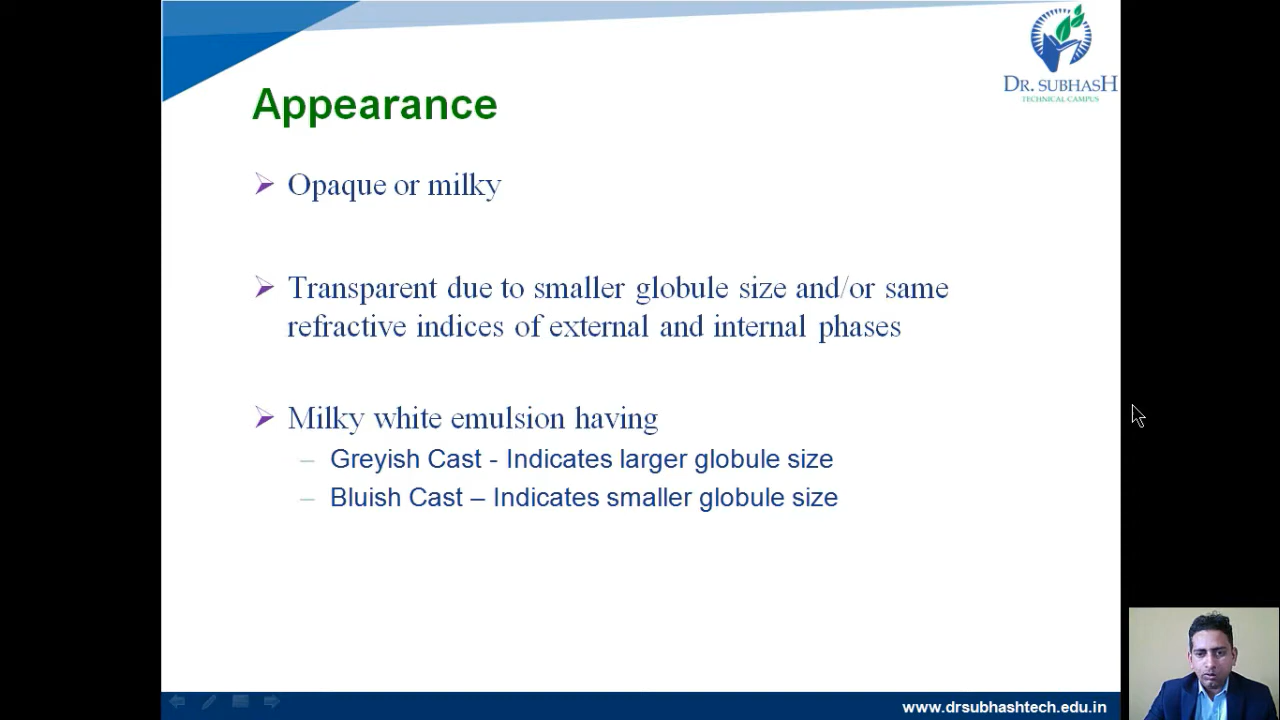 DR. SUBHASH
TECHNICAL CAMPUS
Appearance
Opaque or milky
Transparent due to smaller globule size and/or same
refractive indices of external and internal phases
Milky white emulsion having
– Greyish Cast - Indicates larger globule size
– Bluish Cast – Indicates smaller globule size
www.drsubhashtech.edu.in